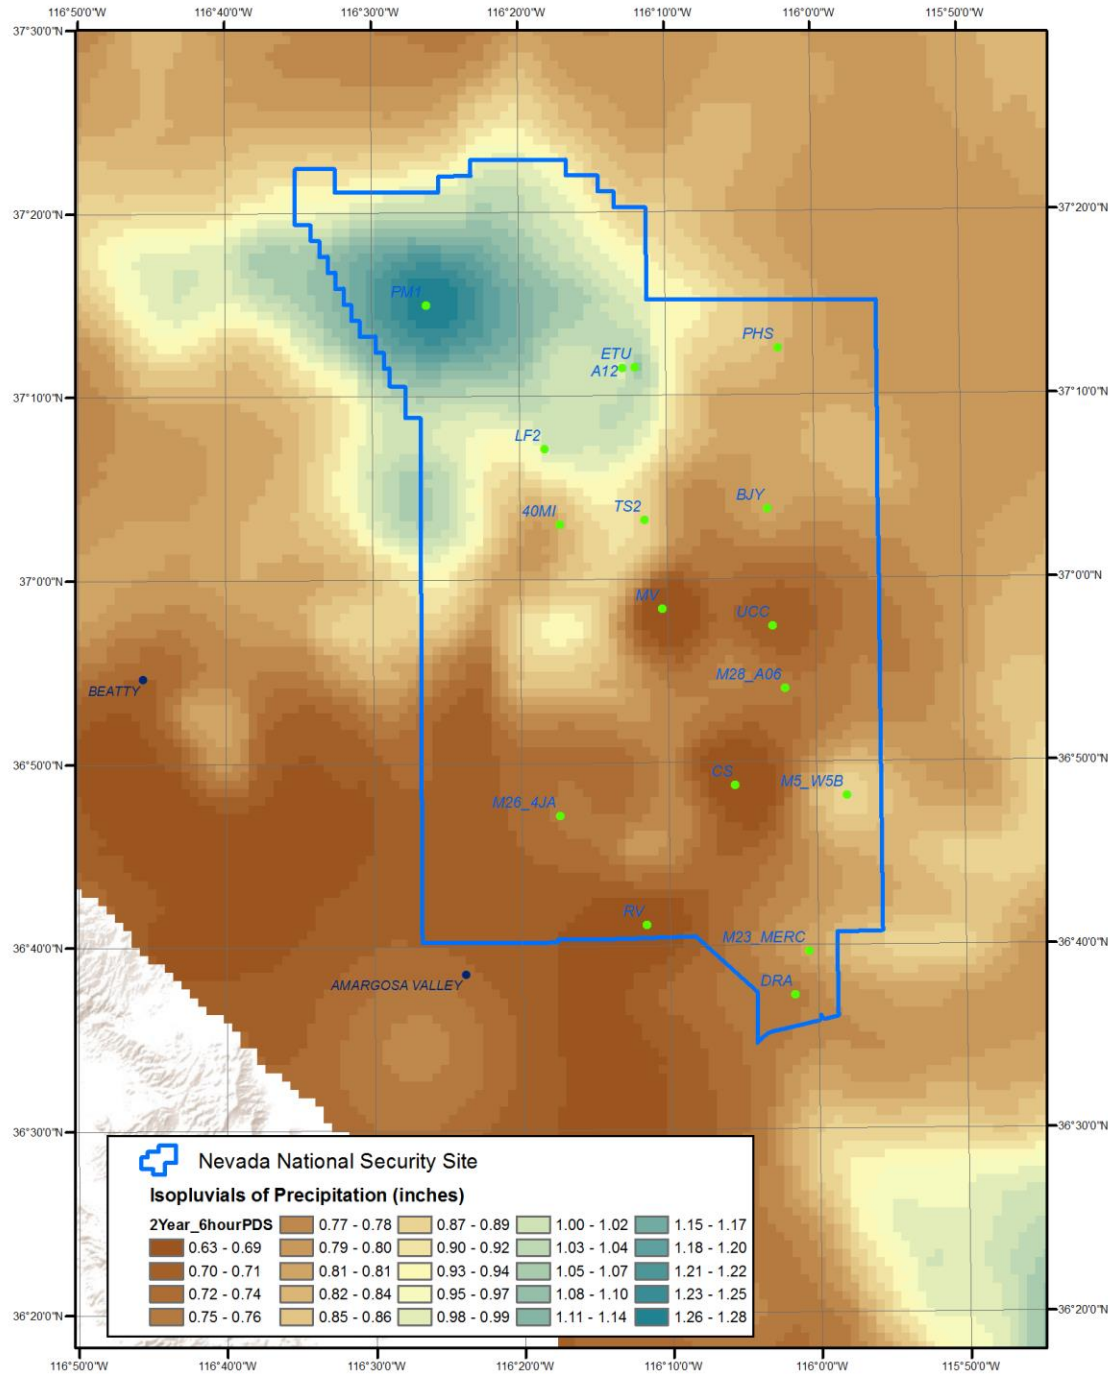 116°50'0"W 116°40'0"W 116°30'0"W 116°20'0"W 116°10'0"W 116°0'0"W 115°50'0"W
37°30'0"N
37°20'0"N 37°20'0"N
PM1
PHS
ETU
A12
37°10'0"N 37°10'0"N
LF2
BJY
TS2
40MI
37°0'0"N 37°0'0"N
MV
UCC
M28_A06
BEATTY
36°50'0"N 36°50'0"N
CS
M5_W5B
M26_4JA
RV
36°40'0"N 36°40'0"N
M23_MERC
DRA
AMARGOSA VALLEY
36°30'0"N 36°30'0"N
Nevada National Security Site
Isopluvials of Precipitation (inches)
2Year_6hourPDS 0.77 - 0.78 0.87 - 0.89 1.00 - 1.02 1.15 - 1.17
0.63 - 0.69 0.79 - 0.80 0.90 - 0.92 1.03 - 1.04 1.18 - 1.20
0.70 - 0.71 0.81 - 0.81 0.93 - 0.94 1.05 - 1.07 1.21 - 1.22
0.72 - 0.74 0.82 - 0.84 0.95 - 0.97 1.08 - 1.10 1.23 - 1.25
0.75 - 0.76 0.85 - 0.86 0.98 - 0.99 1.11 - 1.14 1.26 - 1.28
36°20'0"N 36°20'0"N
116°50'0"W 116°40'0"W 116°30'0"W 116°20'0"W 116°10'0"W 116°0'0"W 115°50'0"W